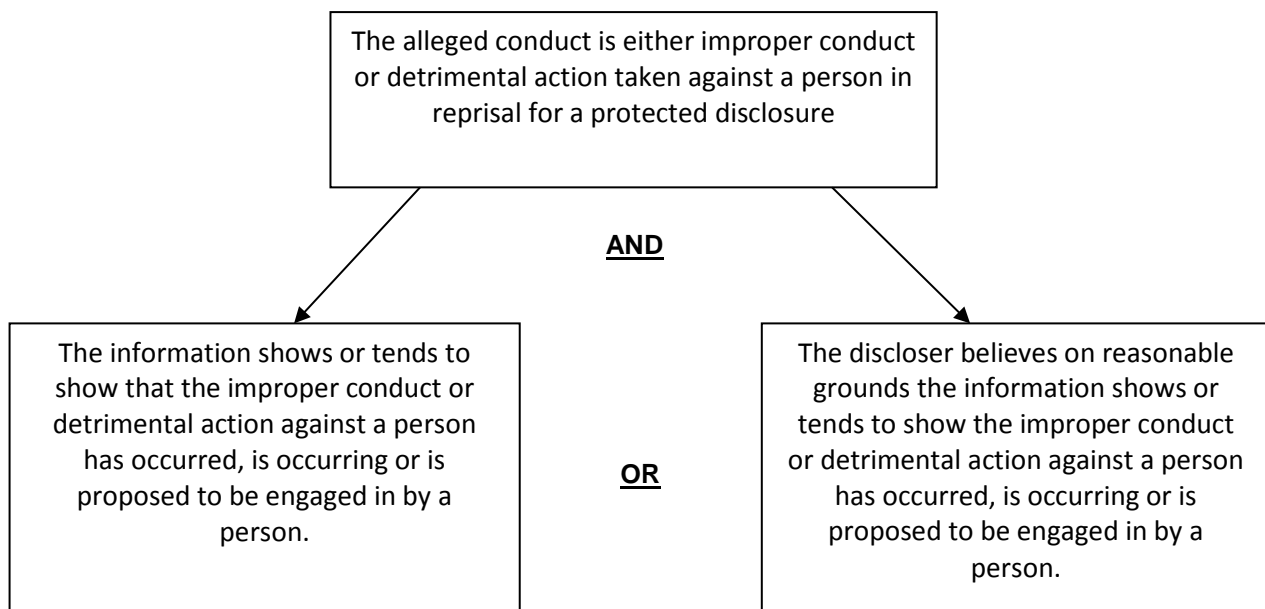 The alleged conduct is either improper conduct
or detrimental action taken against a person in
reprisal for a protected disclosure
AND
The information shows or tends to
show that the improper conduct or
detrimental action against a person
has occurred, is occurring or is
proposed to be engaged in by a
person.
OR
The discloser believes on reasonable
grounds the information shows or
tends to show the improper conduct
or detrimental action against a person
has occurred, is occurring or is
proposed to be engaged in by a
person.